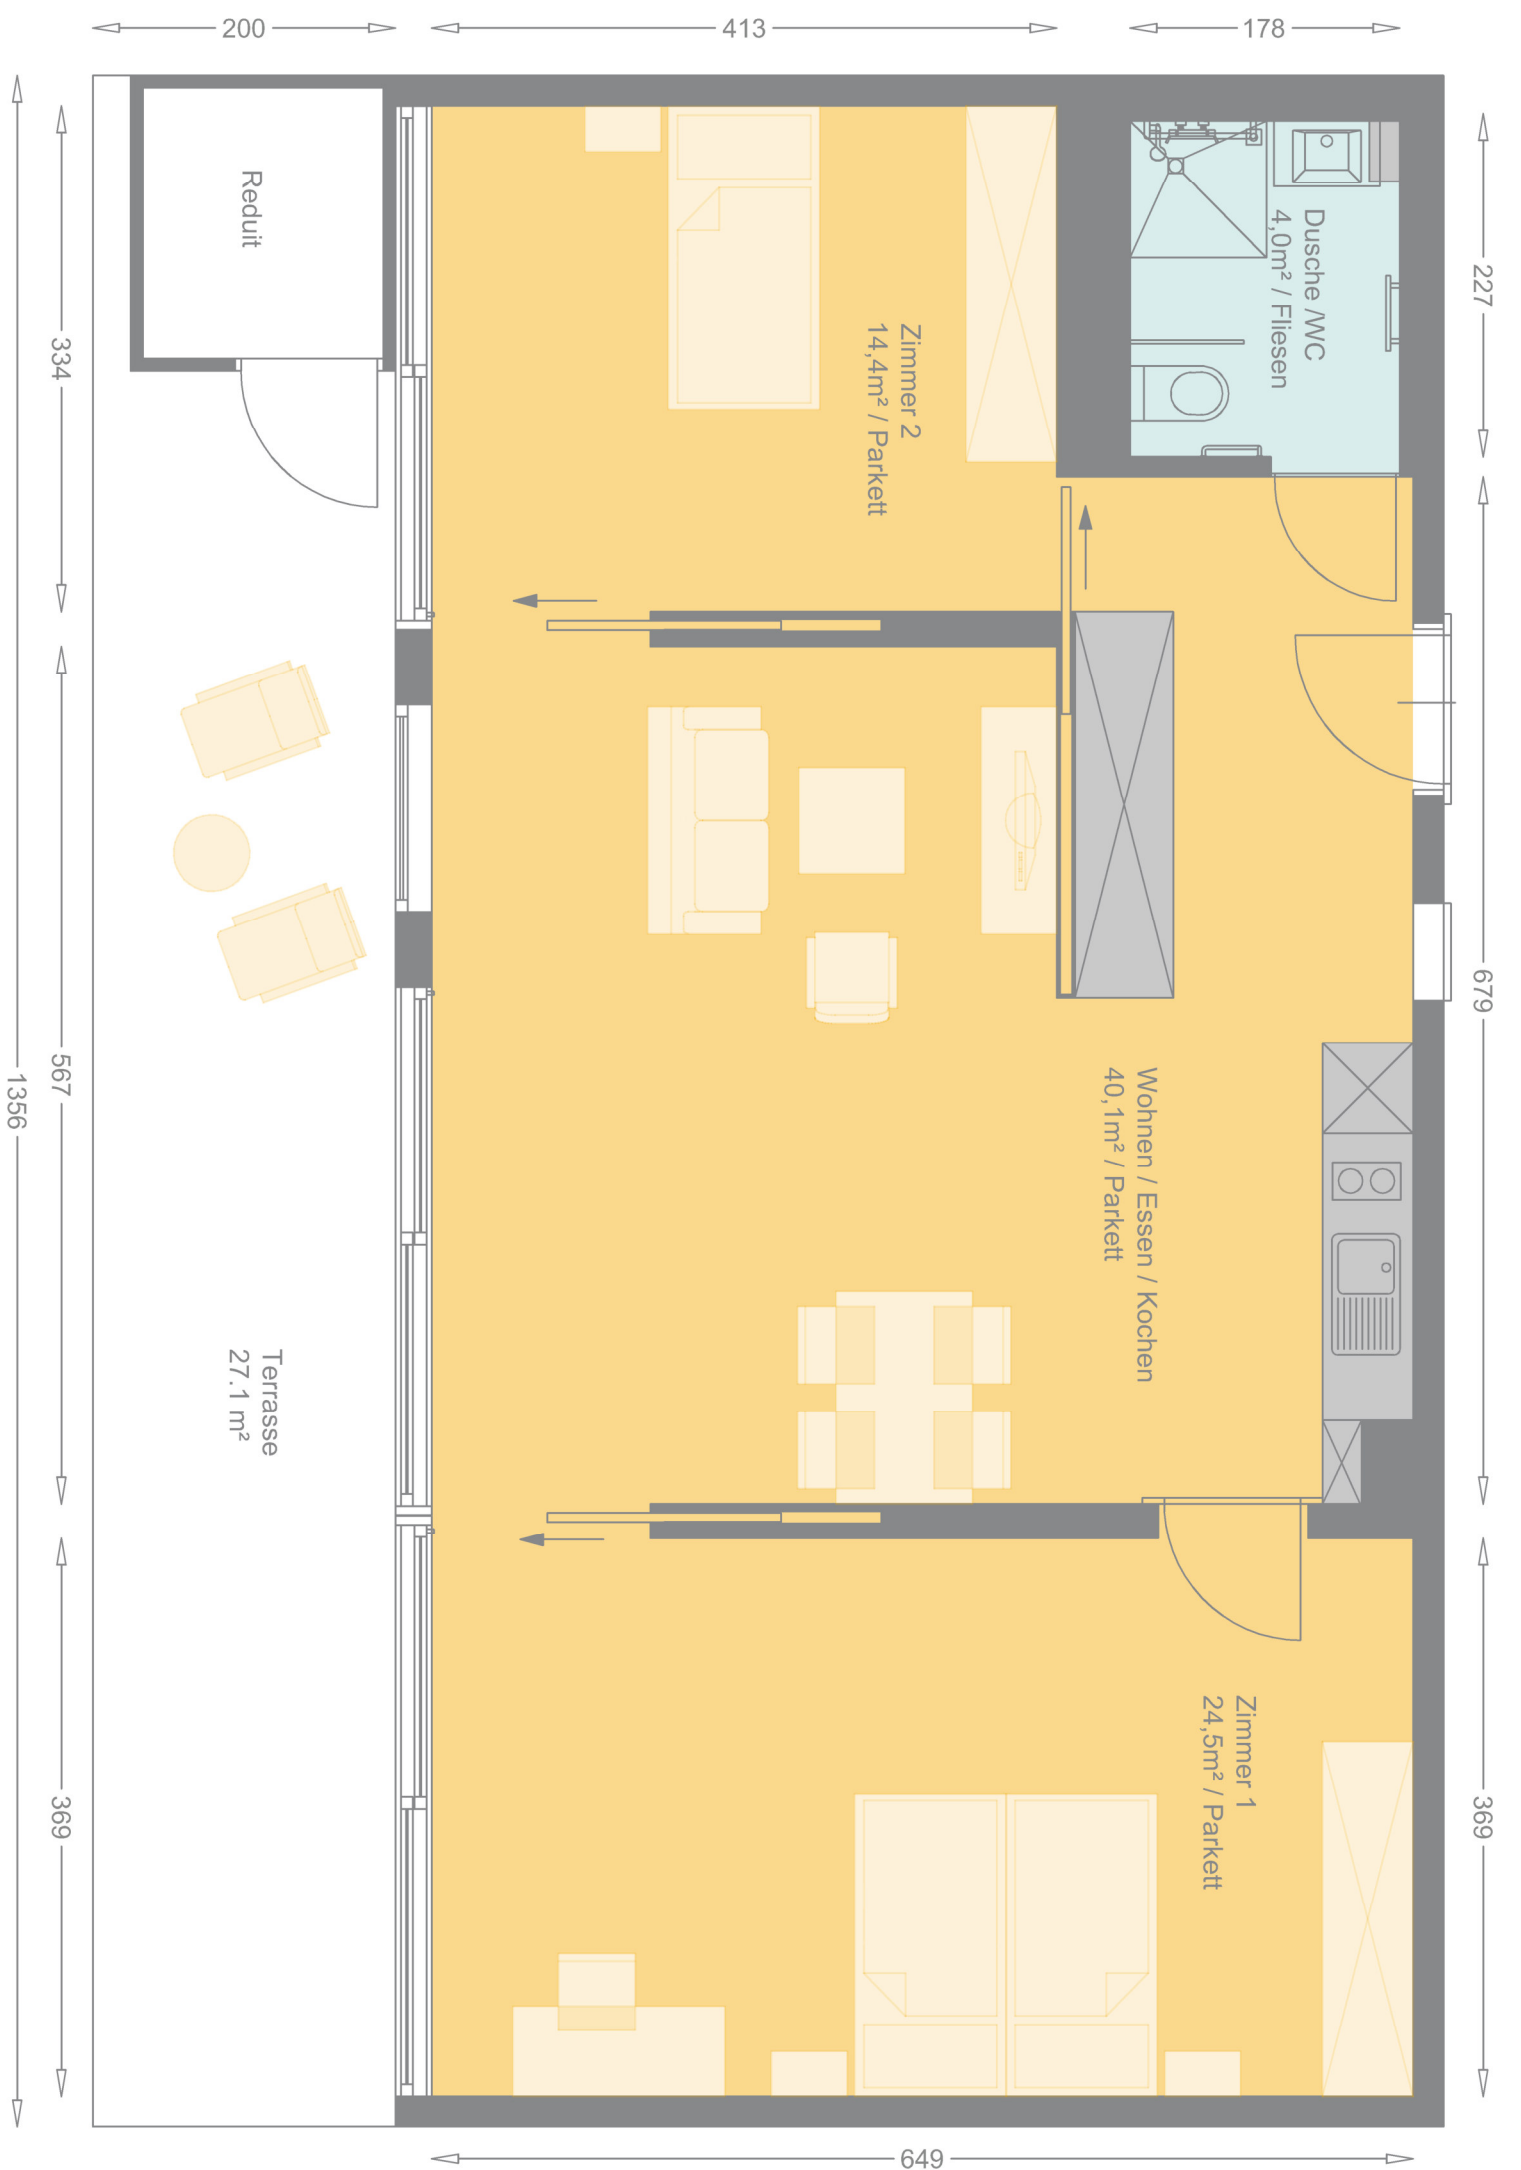 200
413
178
Reduit
Dusche /WC
4,0m² / Fliesen
227
334
Zimmer 2
14,4m² / Parkett
679
567
1356
Wohnen / Essen / Kochen
40,1m² / Parkett
Terrasse
27.1 m²
Zimmer 1
24,5m² / Parkett
369
369
649